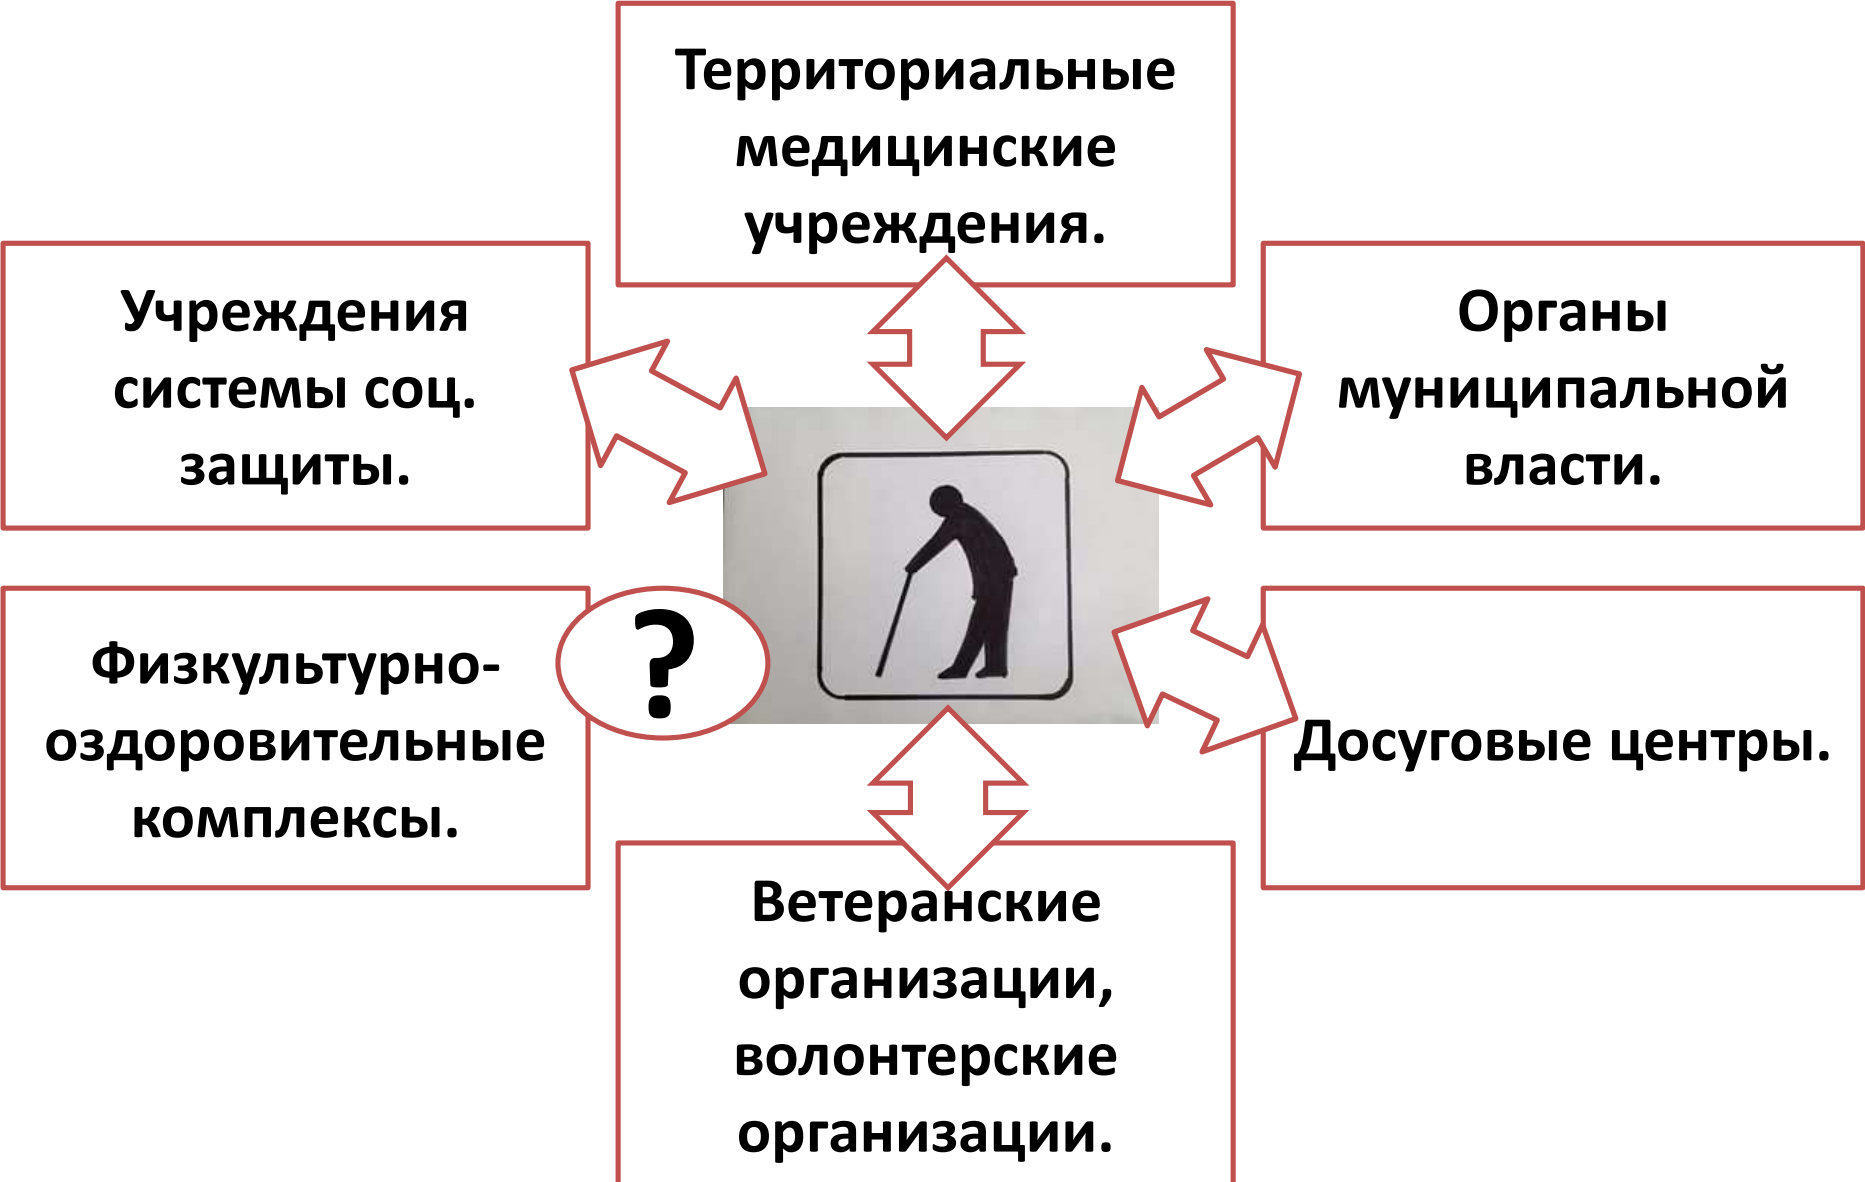 Территориальные
медицинские
учреждения.
Учреждения
системы соц.
защиты.
Органы
муниципальной
власти.
Физкультурно-
оздоровительные
комплексы.
?
Досуговые центры.
Ветеранские
организации,
волонтерские
организации.